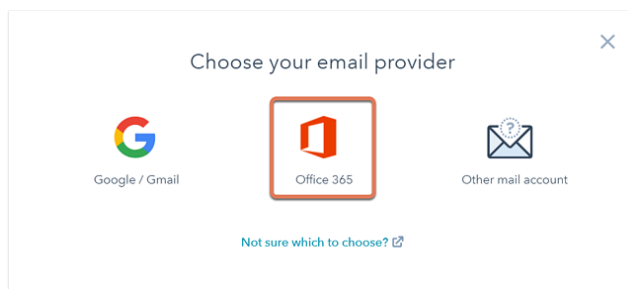 Choose your email provider
Google / Gmail
Office 365
Other mail account
Not sure which to choose?